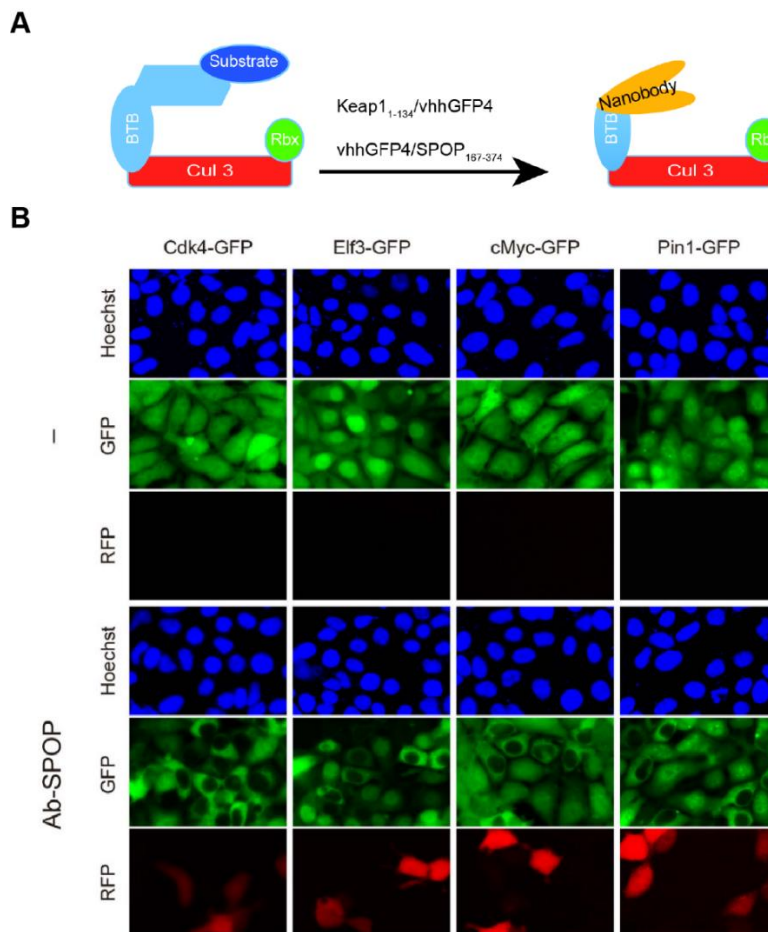 A
Substrate
BTB
Rbx
Cul 3
Keap1₁₋₁₃₄/vhhGFP4
vhhGFP4/SPOP₁₆₇₋₃₇₄
Nanobody
BTB
Rb
Cul 3
B
Cdk4-GFP Elf3-GFP cMyc-GFP Pin1-GFP
–
Hoechst
GFP
RFP
Ab-SPOP
Hoechst
GFP
RFP